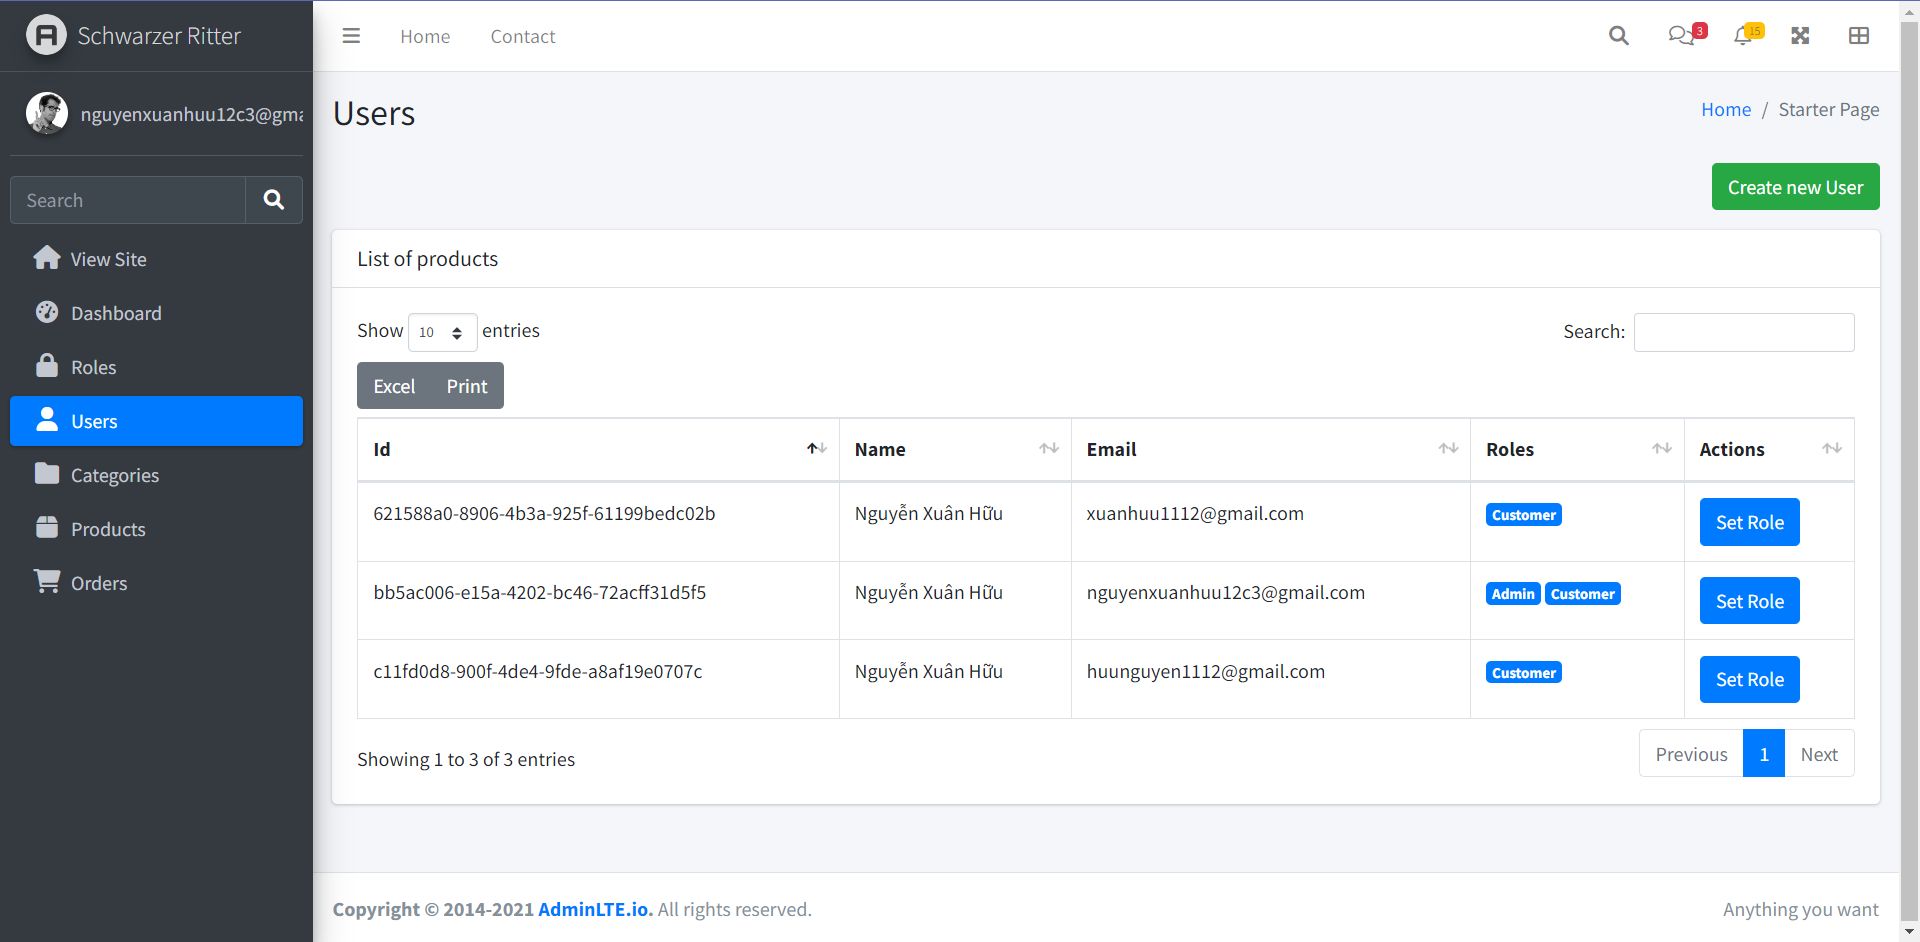 Schwarzer Ritter
nguyenxuanhuu12c3@gma
Search
View Site
Dashboard
Roles
Users
Categories
Products
Orders
Home Contact
3 15
Users
Home / Starter Page
Create new User
List of products
Show 10 entries
Search:
Excel Print
Id Name Email Roles Actions
621588a0-8906-4b3a-925f-61199bedc02b Nguyễn Xuân Hữu xuanhuu1112@gmail.com Customer Set Role
bb5ac006-e15a-4202-bc46-72acff31d5f5 Nguyễn Xuân Hữu nguyenxuanhuu12c3@gmail.com Admin Customer Set Role
c11fd0d8-900f-4de4-9fde-a8af19e0707c Nguyễn Xuân Hữu huunguyen1112@gmail.com Customer Set Role
Showing 1 to 3 of 3 entries
Previous 1 Next
Copyright © 2014-2021 AdminLTE.io. All rights reserved.
Anything you want